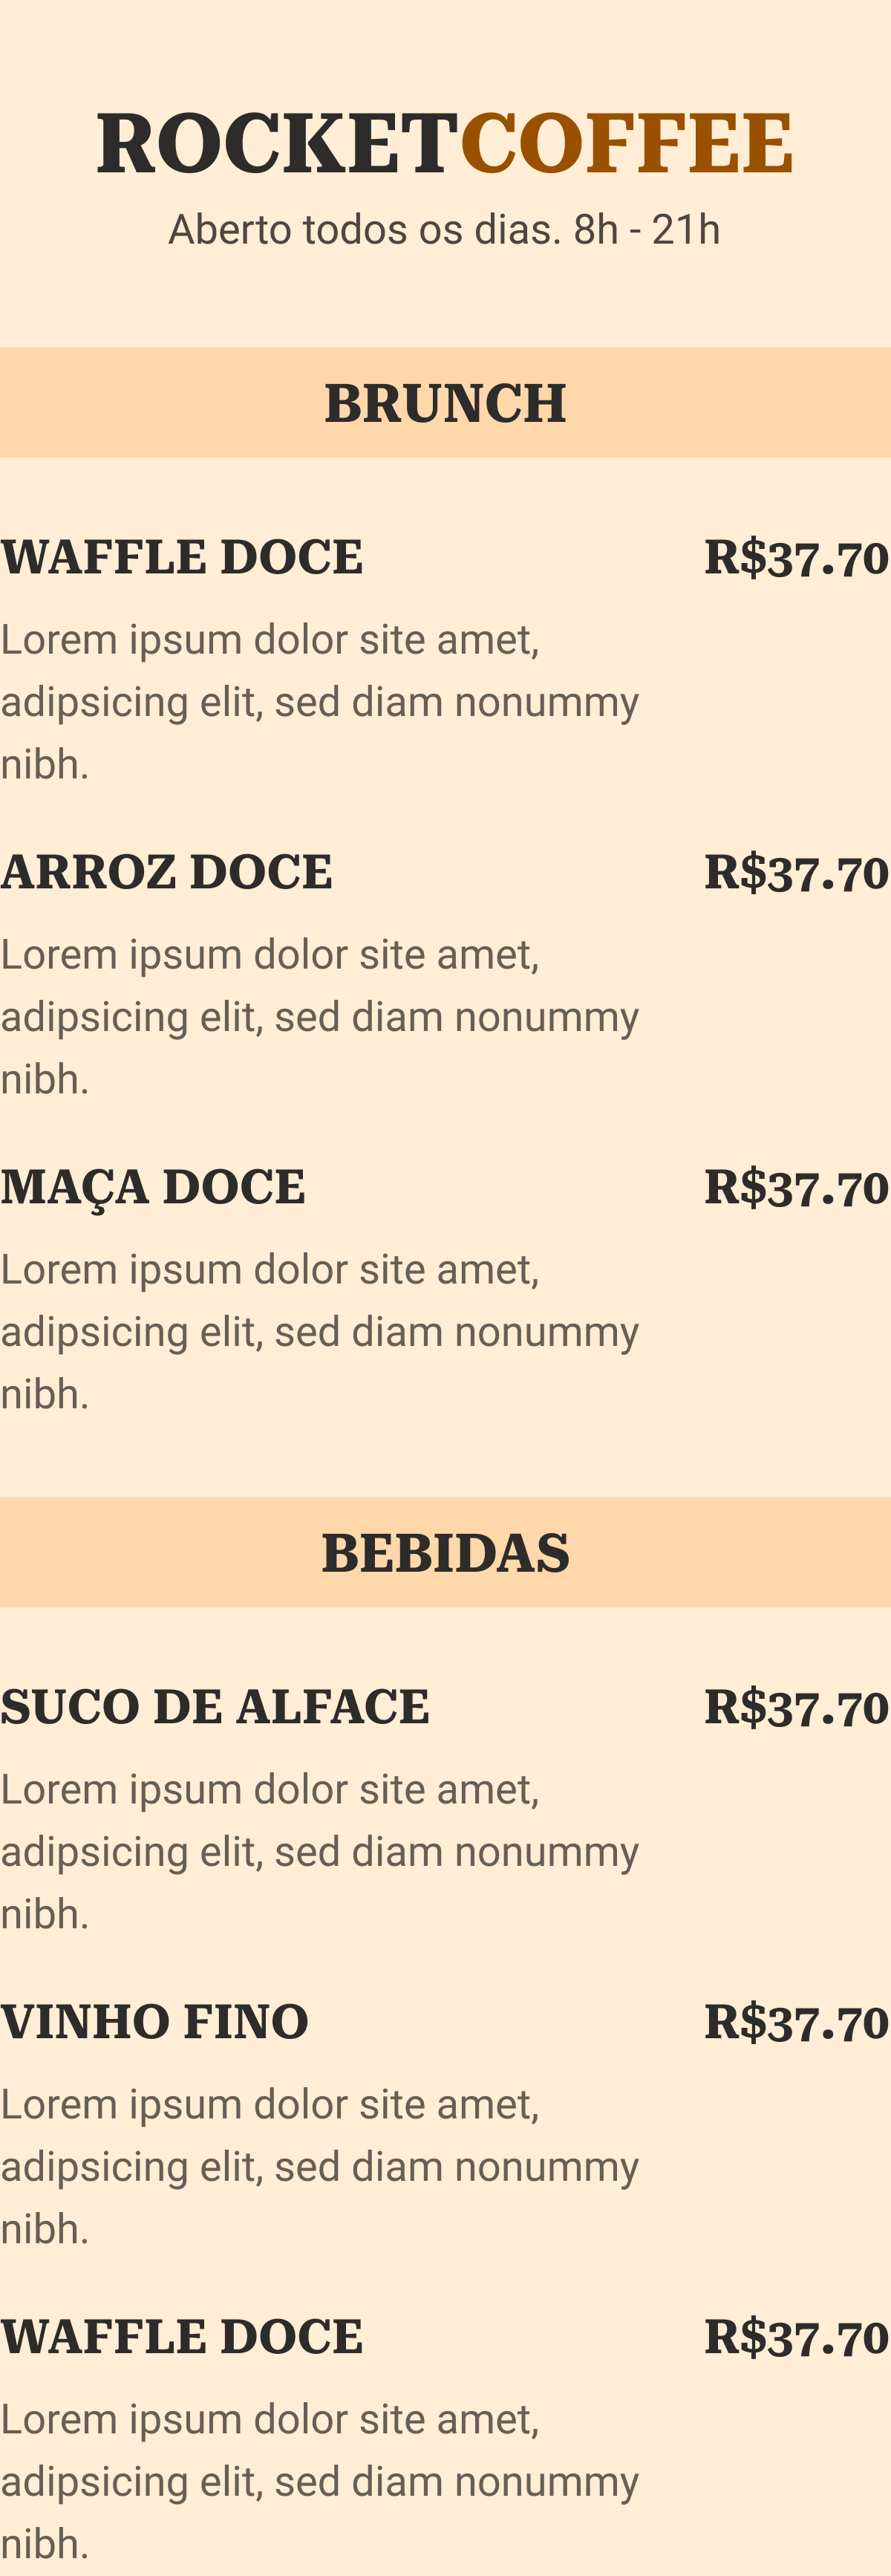 ROCKETCOFFEE
Aberto todos os dias. 8h - 21h
BRUNCH
WAFFLE DOCE R$37.70
Lorem ipsum dolor site amet,
adipsicing elit, sed diam nonummy
nibh.
ARROZ DOCE R$37.70
Lorem ipsum dolor site amet,
adipsicing elit, sed diam nonummy
nibh.
MAÇA DOCE R$37.70
Lorem ipsum dolor site amet,
adipsicing elit, sed diam nonummy
nibh.
BEBIDAS
SUCO DE ALFACE R$37.70
Lorem ipsum dolor site amet,
adipsicing elit, sed diam nonummy
nibh.
VINHO FINO R$37.70
Lorem ipsum dolor site amet,
adipsicing elit, sed diam nonummy
nibh.
WAFFLE DOCE R$37.70
Lorem ipsum dolor site amet,
adipsicing elit, sed diam nonummy
nibh.